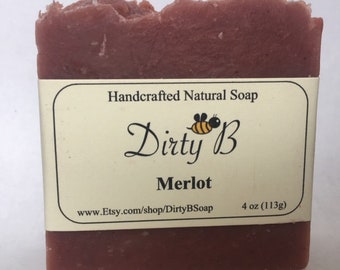 Handcrafted Natural Soap
Dirty B
Merlot
www.Etsy.com/shop/DirtyBSoap 4 oz (113g)